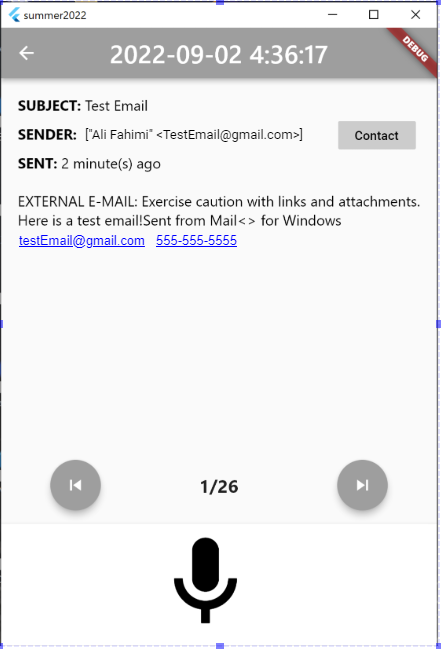 summer2022
2022-09-02 4:36:17
DEBUG
SUBJECT: Test Email
SENDER: ["Ali Fahimi" <TestEmail@gmail.com>]
Contact
SENT: 2 minute(s) ago
EXTERNAL E-MAIL: Exercise caution with links and attachments.
Here is a test email!Sent from Mail<> for Windows
testEmail@gmail.com 555-555-5555
1/26